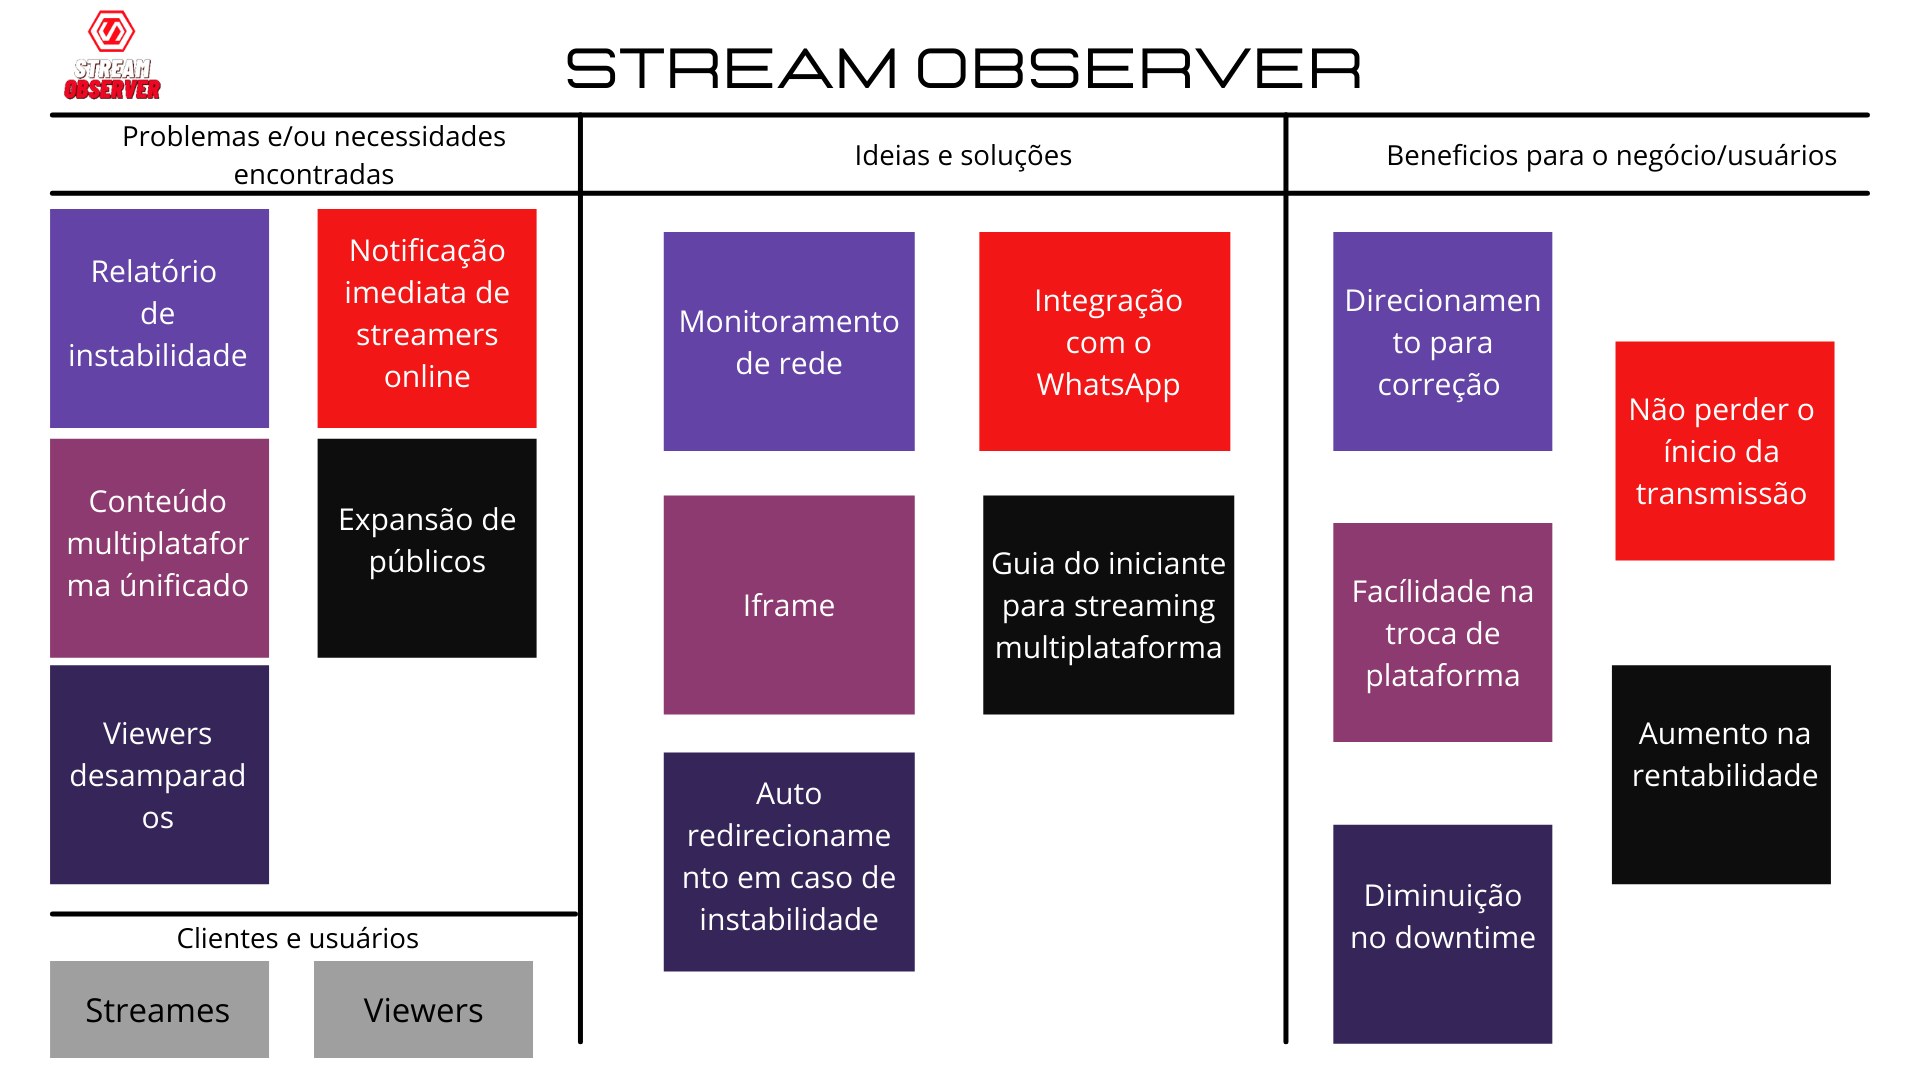 STREAM
OBSERVER
STREAM OBSERVER
Problemas e/ou necessidades
encontradas
Relatório
de
instabilidade
Notificação
imediata de
streamers
online
Conteúdo
multiplatafor
ma únificado
Expansão de
públicos
Viewers
desamparad
os
Clientes e usuários
Streames
Viewers
Ideias e soluções
Monitoramento
de rede
Integração
com o
WhatsApp
Iframe
Guia do iniciante
para streaming
multiplataforma
Auto
redirecioname
nto em caso de
instabilidade
Beneficios para o negócio/usuários
Direcionamen
to para
correção
Não perder o
ínicio da
transmissão
Facílidade na
troca de
plataforma
Aumento na
rentabilidade
Diminuição
no downtime